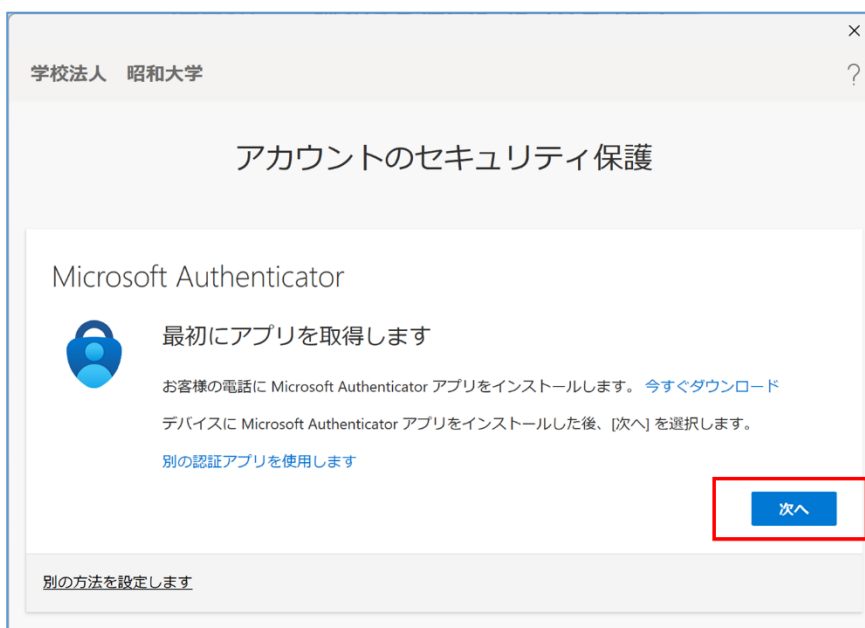 学校法人　昭和大学
アカウントのセキュリティ保護
Microsoft Authenticator
最初にアプリを取得します
お客様の電話に Microsoft Authenticator アプリをインストールします。 今すぐダウンロード
デバイスに Microsoft Authenticator アプリをインストールした後、[次へ] を選択します。
別の認証アプリを使用します
次へ
別の方法を設定します